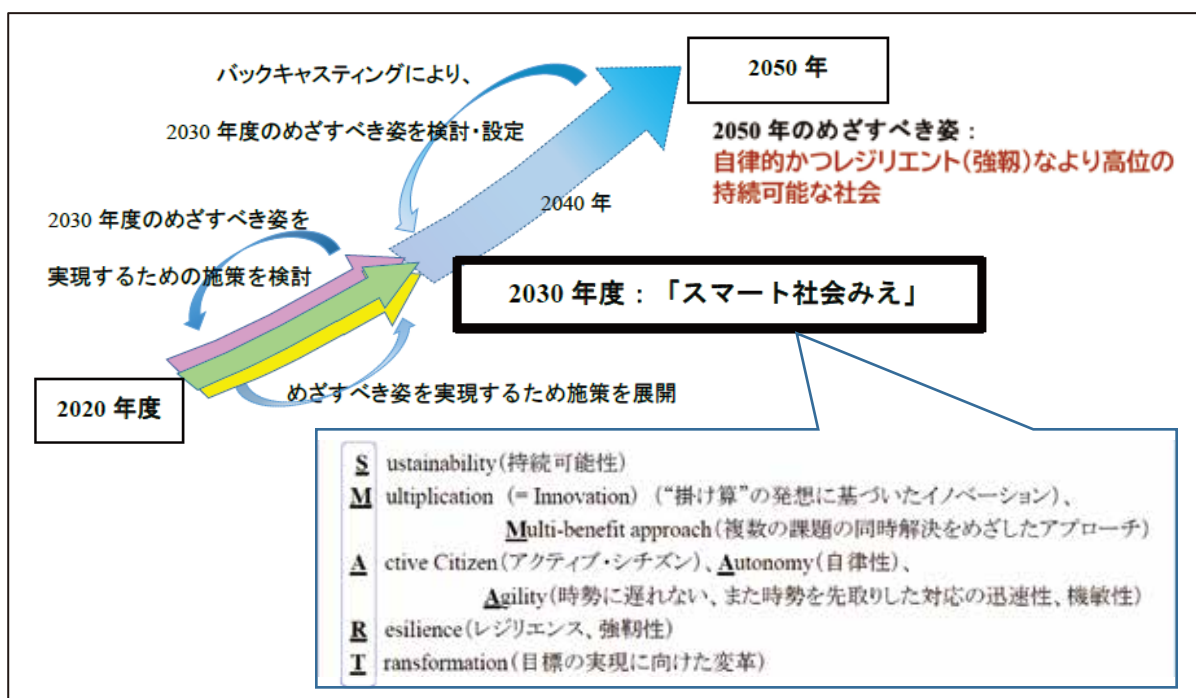 バックキャスティングにより、
2030 年度のめざすべき姿を検討・設定
2050 年
2050 年のめざすべき姿：
自律的かつレジリエント(強靱)なより高位の
持続可能な社会
2040 年
2030 年度のめざすべき姿を
実現するための施策を検討
2030 年度：「スマート社会みえ」
めざすべき姿を実現するため施策を展開
2020 年度
Sustainability(持続可能性)
Multiplication (= Innovation) (“掛け算”の発想に基づいたイノベーション)、
Multi-benefit approach(複数の課題の同時解決をめざしたアプローチ)
Active Citizen(アクティブ・シチズン)、Autonomy(自律性)、
Agility(時勢に遅れない、また時勢を先取りした対応の迅速性、機敏性)
Resilience(レジリエンス、強靱性)
Transformation(目標の実現に向けた変革)